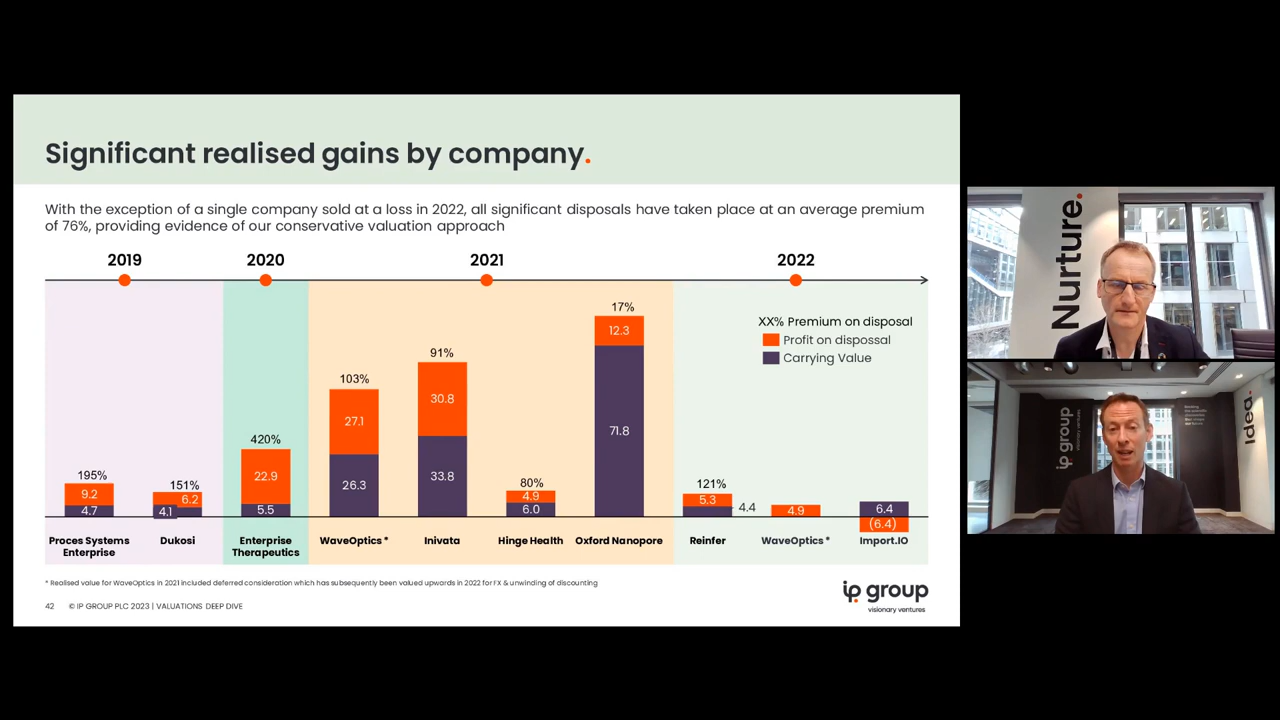 Significant realised gains by company.
With the exception of a single company sold at a loss in 2022, all significant disposals have taken place at an average premium
of 76%, providing evidence of our conservative valuation approach
2019
2020
2021
2022
195%
9.2
4.7
Proces Systems
Enterprise
151%
6.2
4.1
Dukosi
420%
22.9
5.5
Enterprise
Therapeutics
103%
27.1
26.3
WaveOptics *
91%
30.8
33.8
Inivata
80%
4.9
6.0
Hinge Health
17%
12.3
71.8
Oxford Nanopore
XX% Premium on disposal
Profit on dispossal
Carrying Value
121%
5.3
4.4
Reinfer
4.9
WaveOptics *
6.4
(6.4)
Import.IO
* Realised value for WaveOptics in 2021 included deferred consideration which has subsequently been valued upwards in 2022 for FX & unwinding of discounting
42 © IP GROUP PLC 2023 | VALUATIONS DEEP DIVE
ip group
visionary ventures
Nurture.
ip group
visionary ventures
Idea.